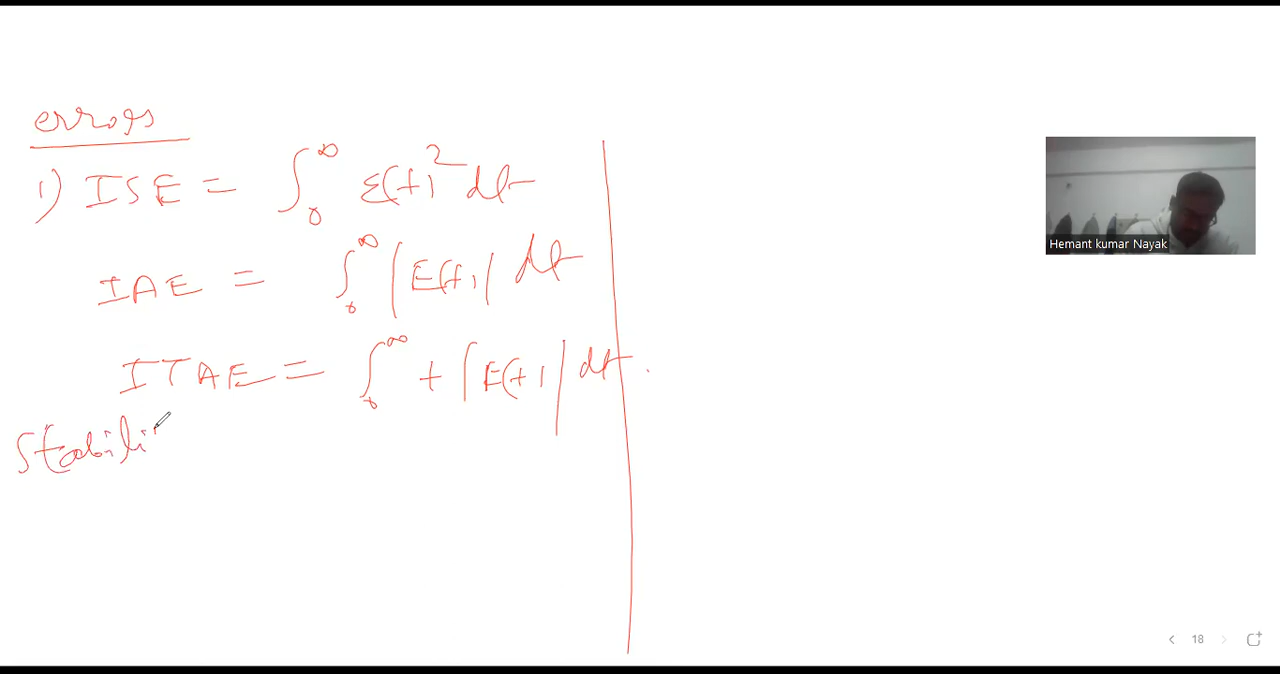 errors
1) ISE = ∫₀^∞ ε(t)² dt
IAE = ∫₀^∞ |E(t)| dt
ITAE = ∫₀^∞ t |E(t)| dt.
Stabili
Hemant kumar Nayak
18